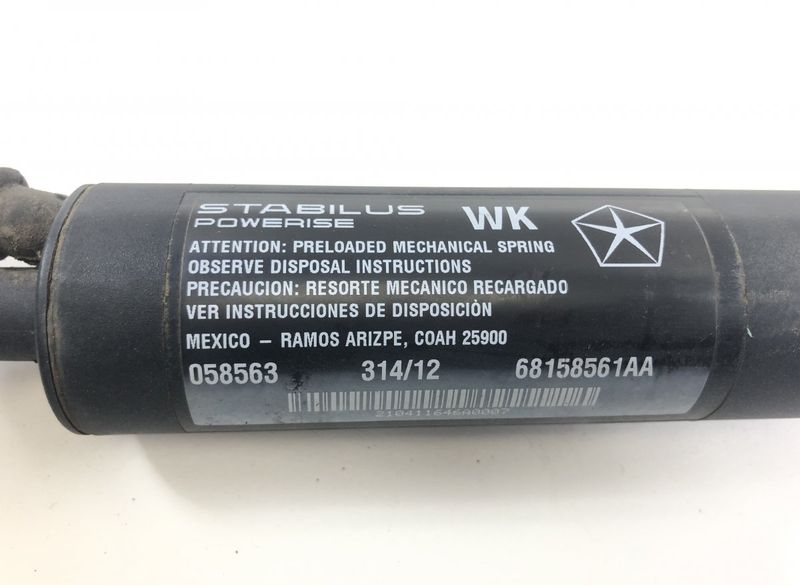 STABILUS WK
POWERISE
ATTENTION: PRELOADED MECHANICAL SPRING
OBSERVE DISPOSAL INSTRUCTIONS
PRECAUCION: RESORTE MECANICO RECARGADO
VER INSTRUCCIONES DE DISPOSICIÒN
MEXICO – RAMOS ARIZPE, COAH 25900
058563 314/12 68158561AA
210411646A0007